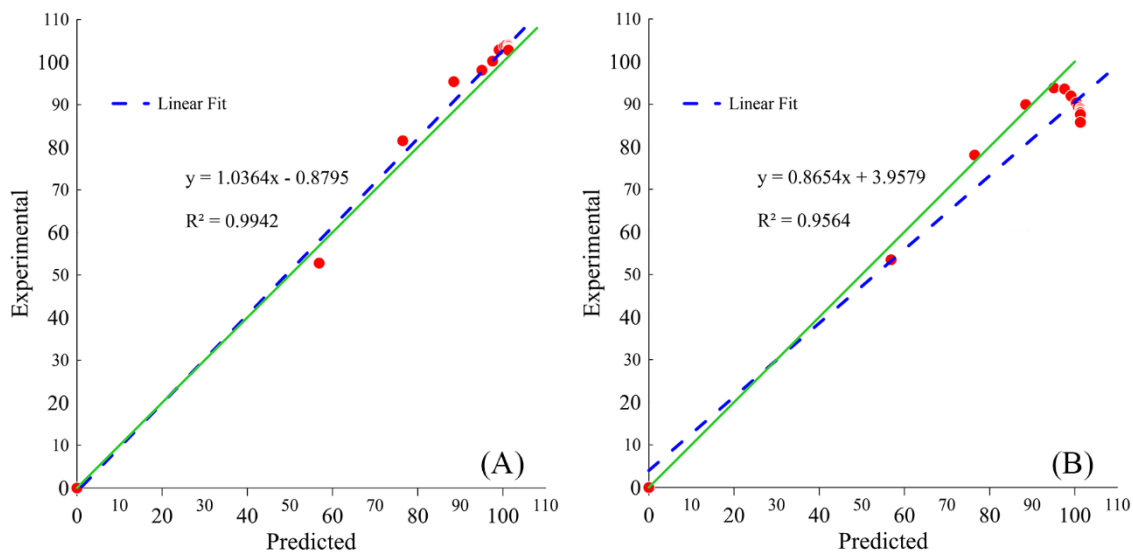 110
100
90
80
70
60
50
40
30
20
10
0
Experimental
Linear Fit
y = 1.0364x - 0.8795
R² = 0.9942
(A)
0 10 20 30 40 50 60 70 80 90 100 110
Predicted
110
100
90
80
70
60
50
40
30
20
10
0
Experimental
Linear Fit
y = 0.8654x + 3.9579
R² = 0.9564
(B)
0 10 20 30 40 50 60 70 80 90 100 110
Predicted